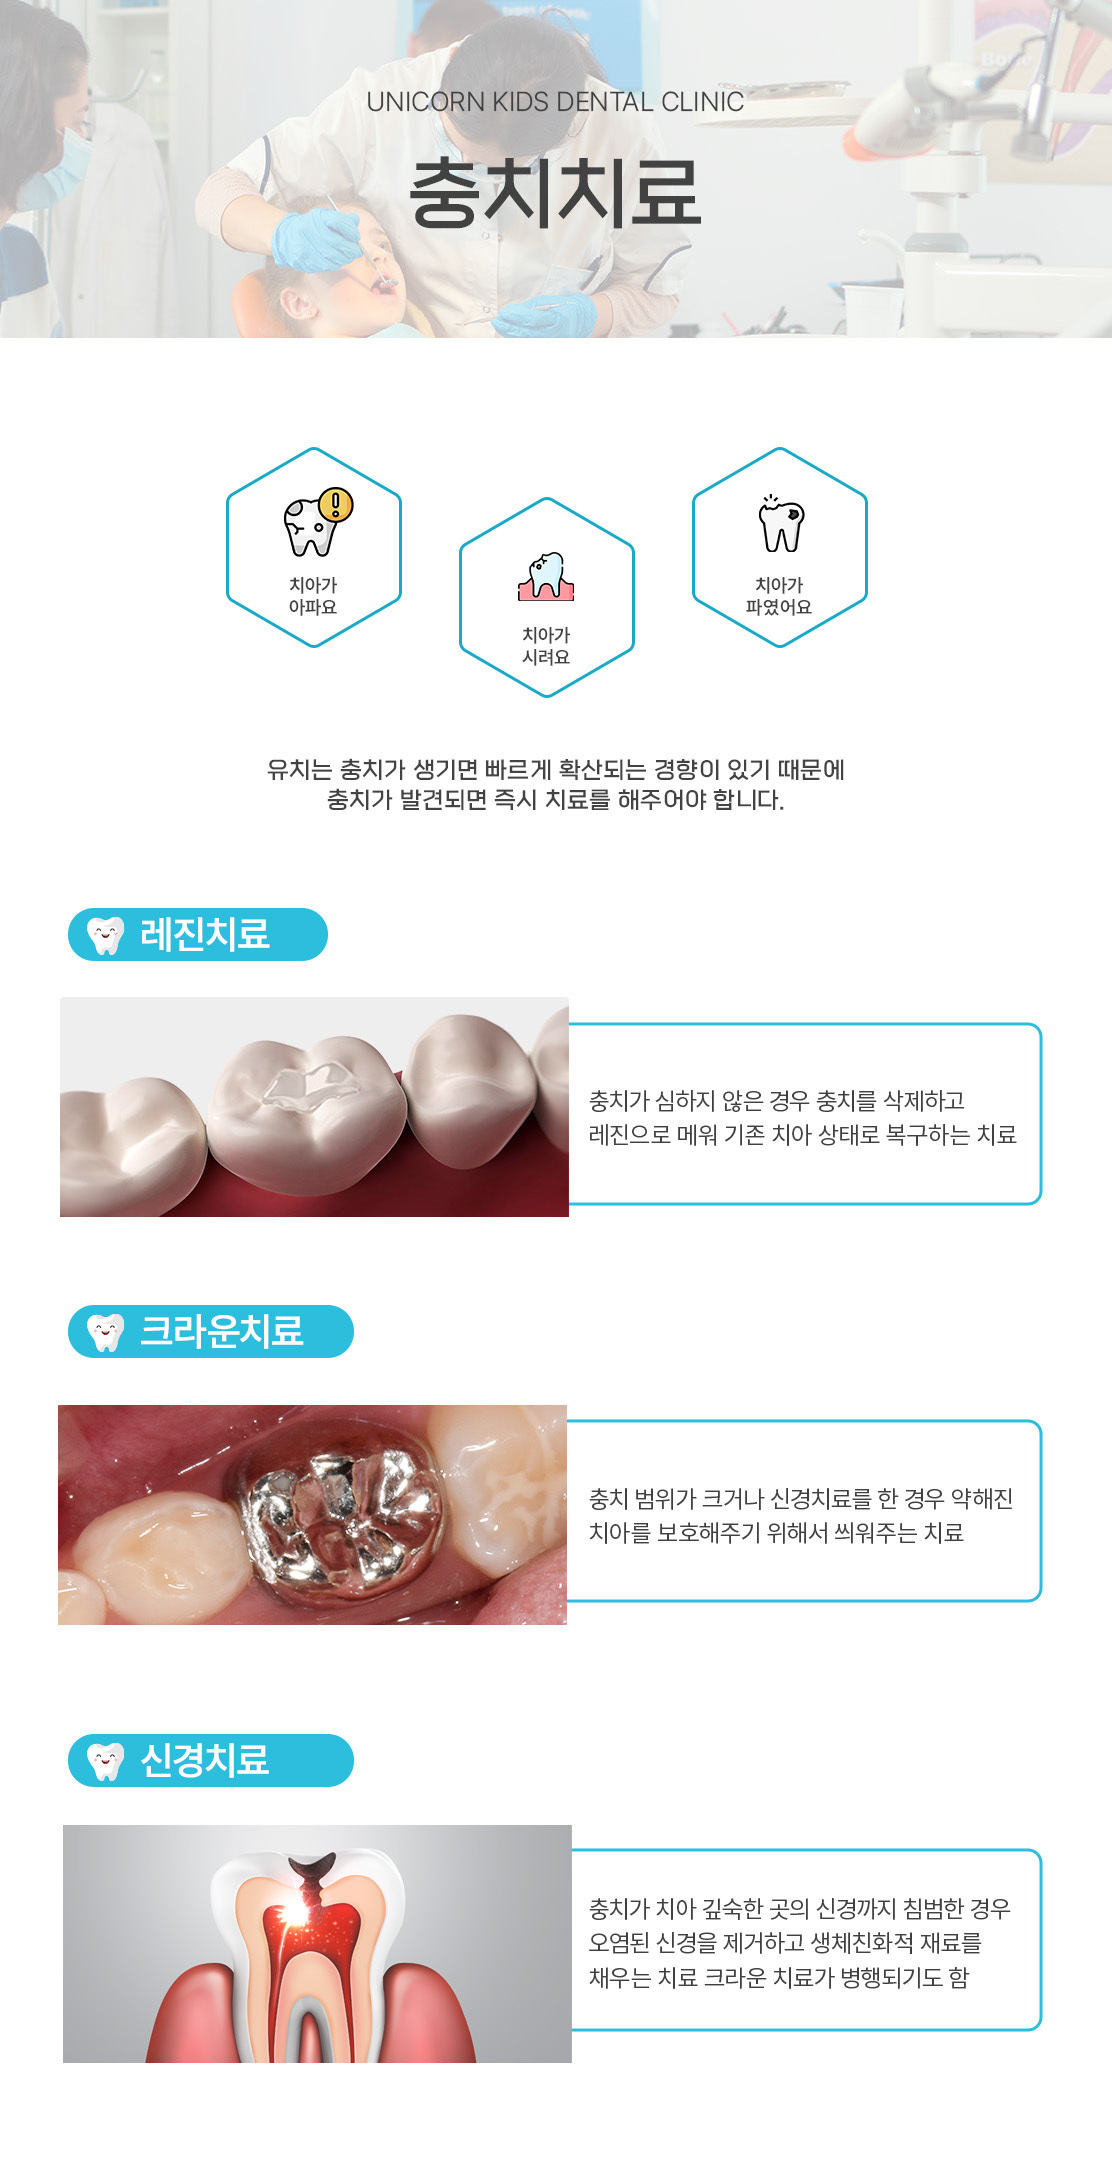 UNICORN KIDS DENTAL CLINIC
충치치료
치아가
아파요
치아가
시려요
치아가
파였어요
유치는 충치가 생기면 빠르게 확산되는 경향이 있기 때문에
충치가 발견되면 즉시 치료를 해주어야 합니다.
레진치료
충치가 심하지 않은 경우 충치를 삭제하고
레진으로 메워 기존 치아 상태로 복구하는 치료
크라운치료
충치 범위가 크거나 신경치료를 한 경우 약해진
치아를 보호해주기 위해서 씌워주는 치료
신경치료
충치가 치아 깊숙한 곳의 신경까지 침범한 경우
오염된 신경을 제거하고 생체친화적 재료를
채우는 치료 크라운 치료가 병행되기도 함